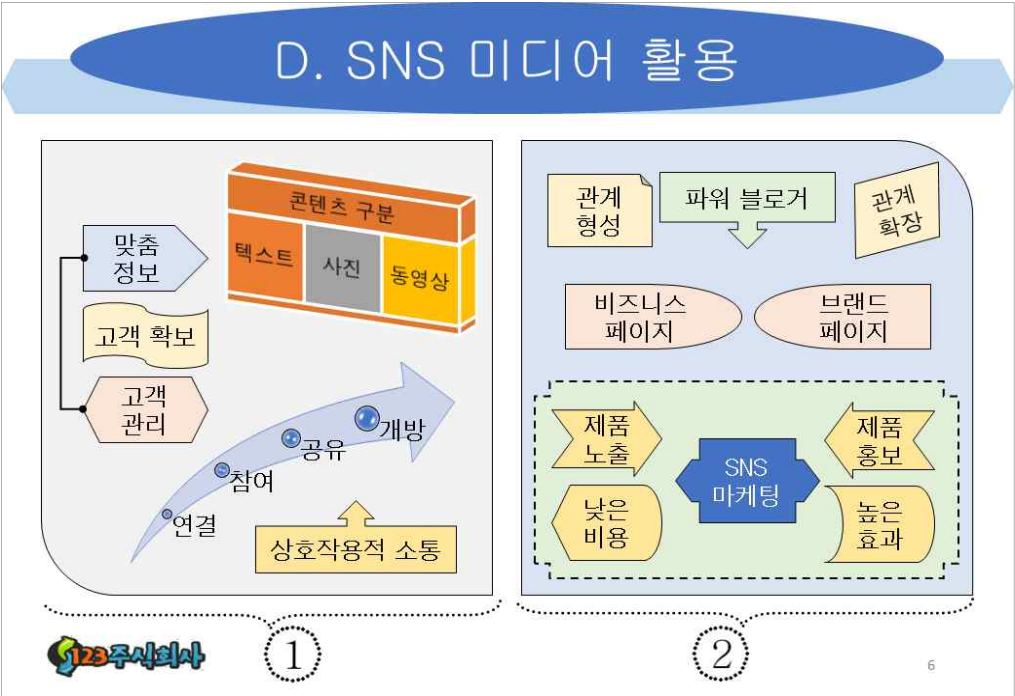 D. SNS 미디어 활용
콘텐츠 구분
텍스트
사진
동영상
맞춤
정보
고객 확보
고객
관리
개방
공유
참여
연결
상호작용적 소통
관계
형성
파워 블로거
관계
확장
비즈니스
페이지
브랜드
페이지
제품
노출
제품
홍보
SNS
마케팅
낮은
비용
높은
효과
1
2
123주식회사
6